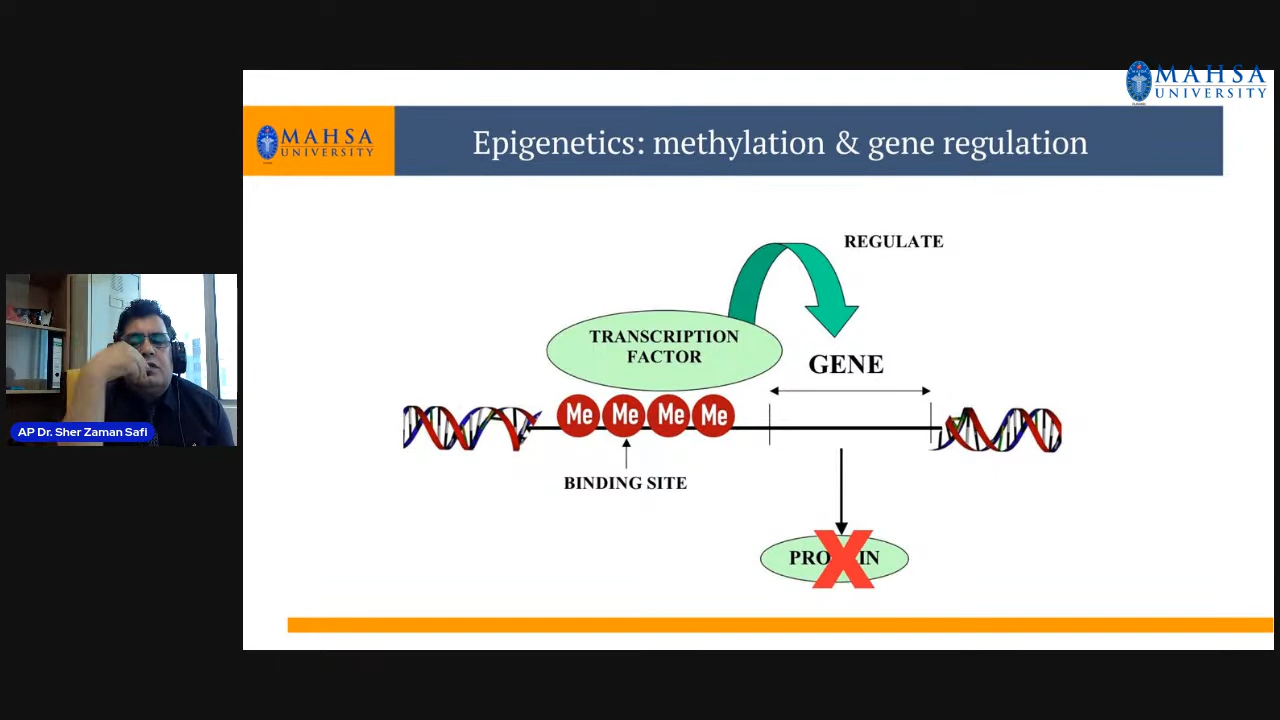 MAHSA
UNIVERSITY
MAHSA
UNIVERSITY
Epigenetics: methylation & gene regulation
REGULATE
TRANSCRIPTION
FACTOR
GENE
Me Me Me Me
BINDING SITE
AP Dr. Sher Zaman Safi
PRO IN